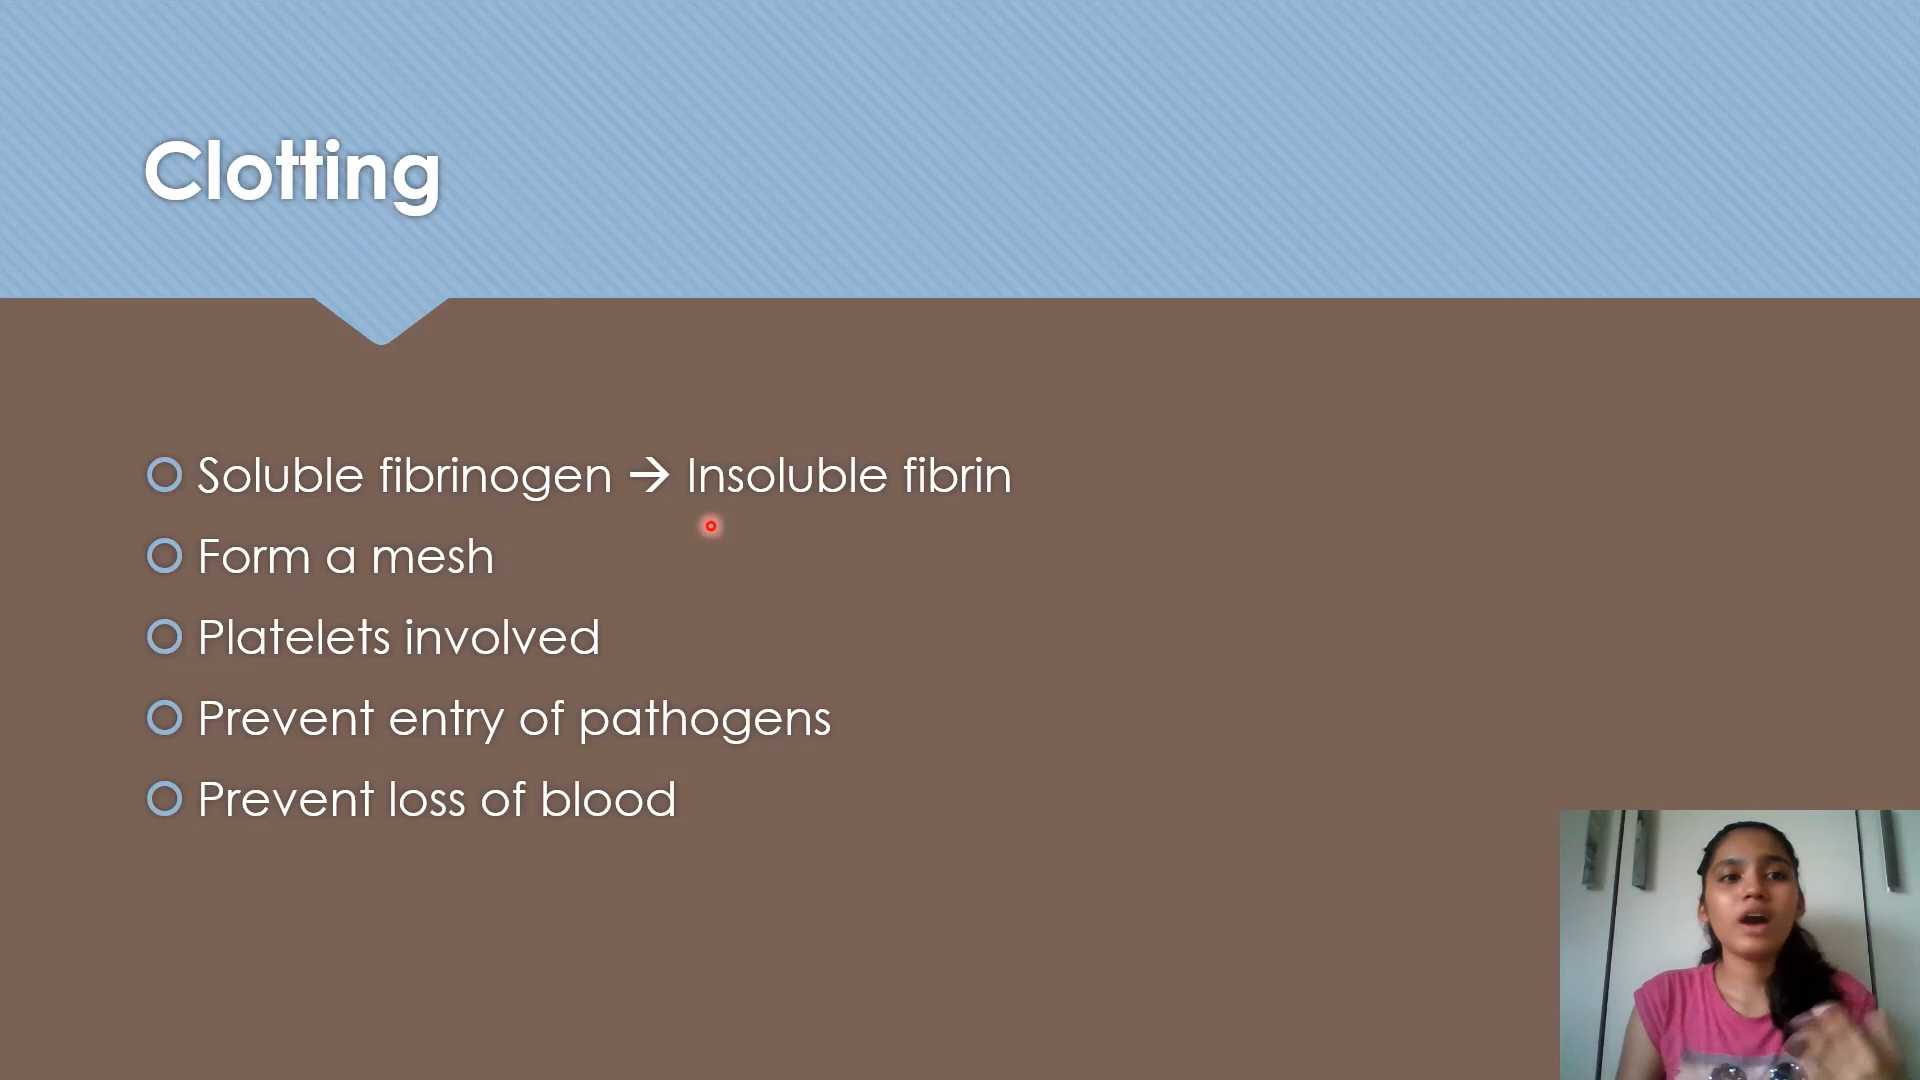 Clotting
Soluble fibrinogen → Insoluble fibrin
Form a mesh
Platelets involved
Prevent entry of pathogens
Prevent loss of blood